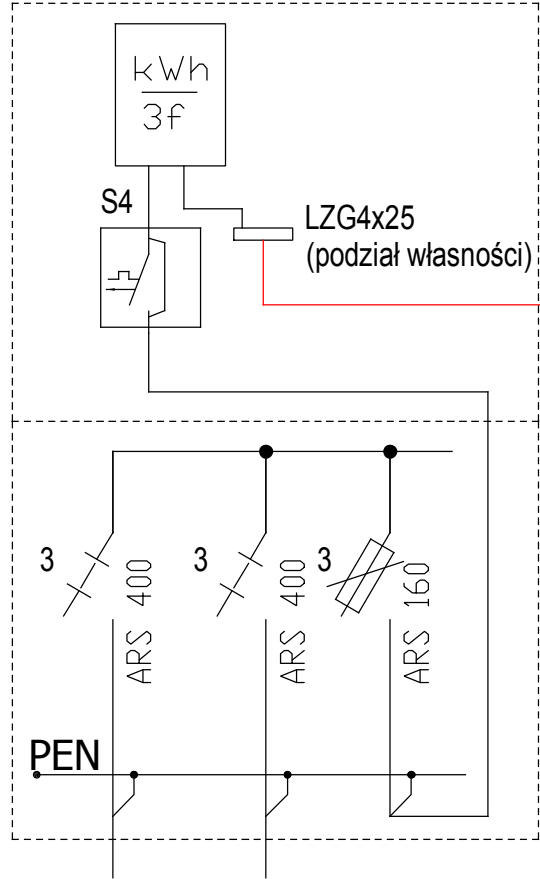 kWh
3f
S4
LZG4x25
(podział własności)
3
ARS 400
3
ARS 400
3
ARS 160
PEN